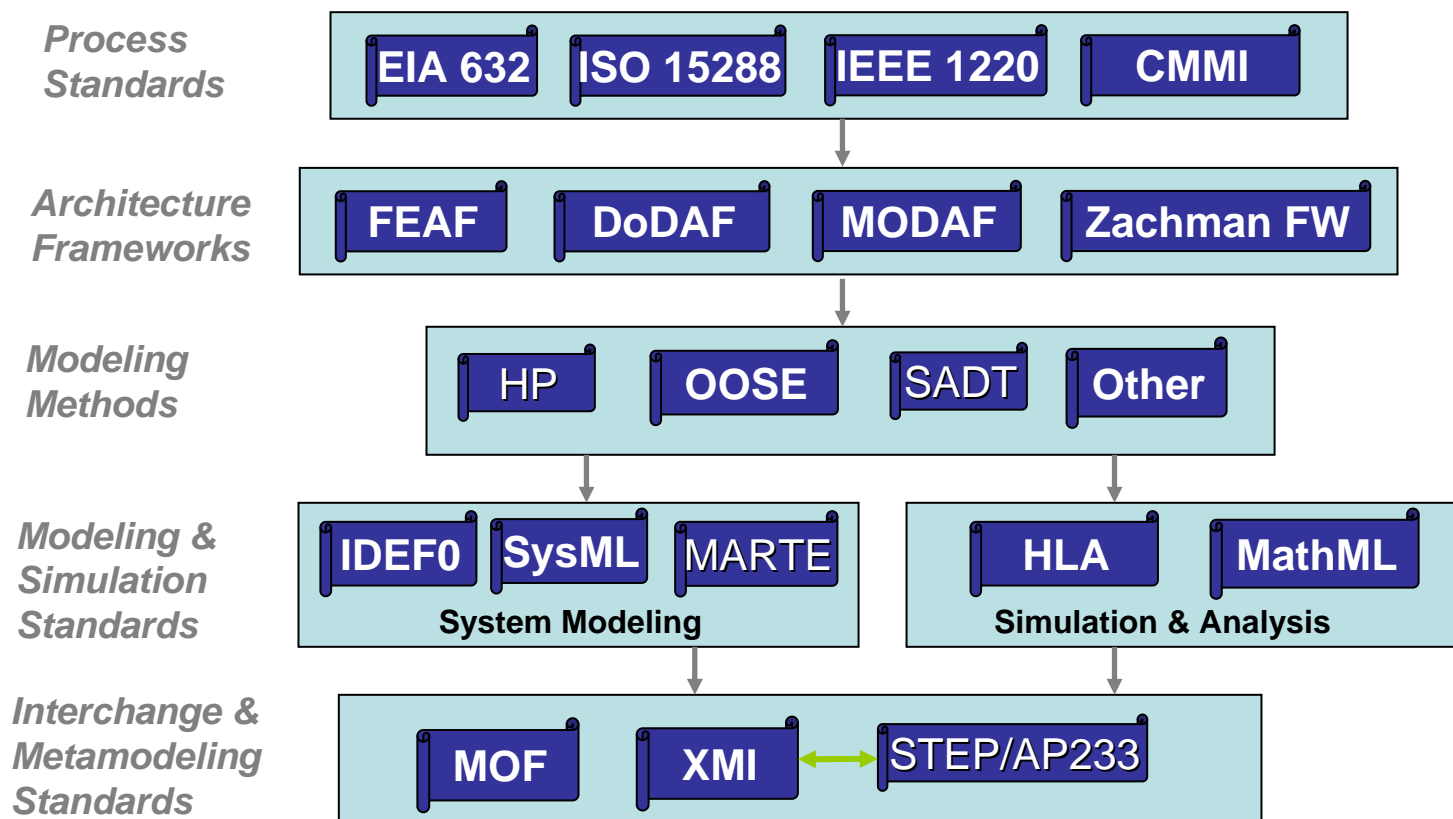 Process
Standards
EIA 632
ISO 15288
IEEE 1220
CMMI
Architecture
Frameworks
FEAF
DoDAF
MODAF
Zachman FW
Modeling
Methods
HP
OOSE
SADT
Other
Modeling &
Simulation
Standards
IDEF0
SysML
MARTE
System Modeling
HLA
MathML
Simulation & Analysis
Interchange &
Metamodeling
Standards
MOF
XMI
STEP/AP233